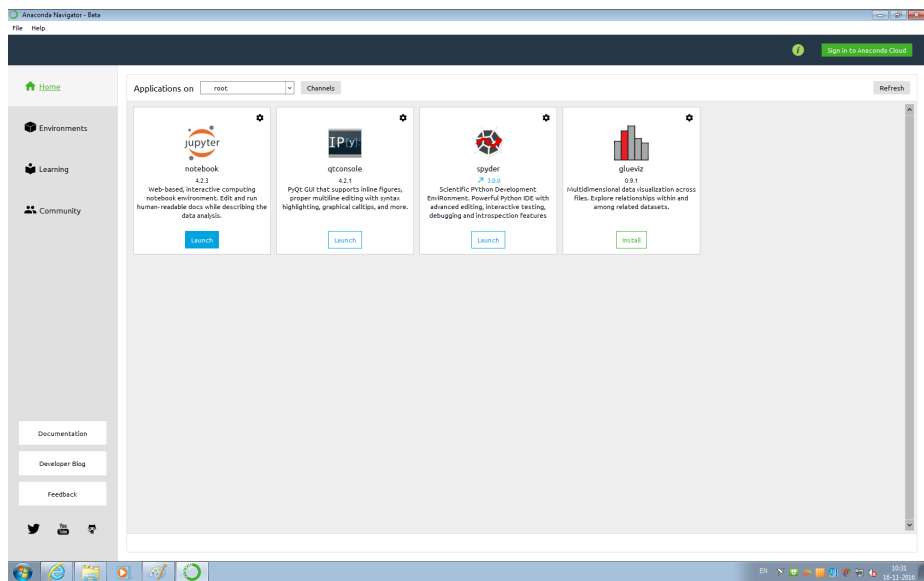 Anaconda Navigator - Beta
File Help
i Sign in to Anaconda Cloud
Home
Environments
Learning
Community
Applications on root Channels Refresh
jupyter
notebook
4.2.3
Web-based, interactive computing
notebook environment. Edit and run
human-readable docs while describing the
data analysis.
Launch
IP[y]:
qtconsole
4.2.1
PyQt GUI that supports inline figures,
proper multiline editing with syntax
highlighting, graphical calltips, and more.
Launch
spyder
3.0.0
Scientific PYthon Development
EnviRonment. Powerful Python IDE with
advanced editing, interactive testing,
debugging and introspection features
Launch
glueviz
0.9.1
Multidimensional data visualization across
files. Explore relationships within and
among related datasets.
Install
Documentation
Developer Blog
Feedback
You
Tube
EN
10:31
16-11-2016